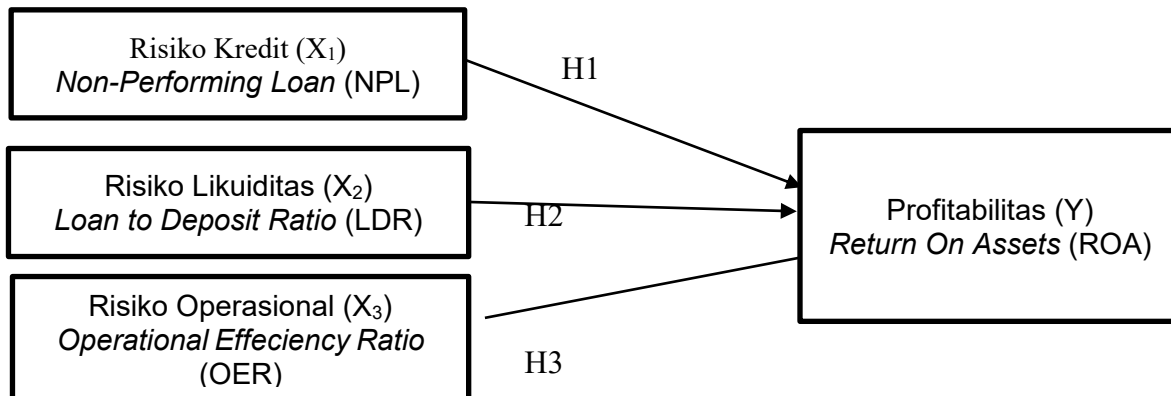 Risiko Kredit (X₁)
Non-Performing Loan (NPL)
H1
Risiko Likuiditas (X₂)
Loan to Deposit Ratio (LDR)
H2
Profitabilitas (Y)
Return On Assets (ROA)
Risiko Operasional (X₃)
Operational Effeciency Ratio
(OER)
H3